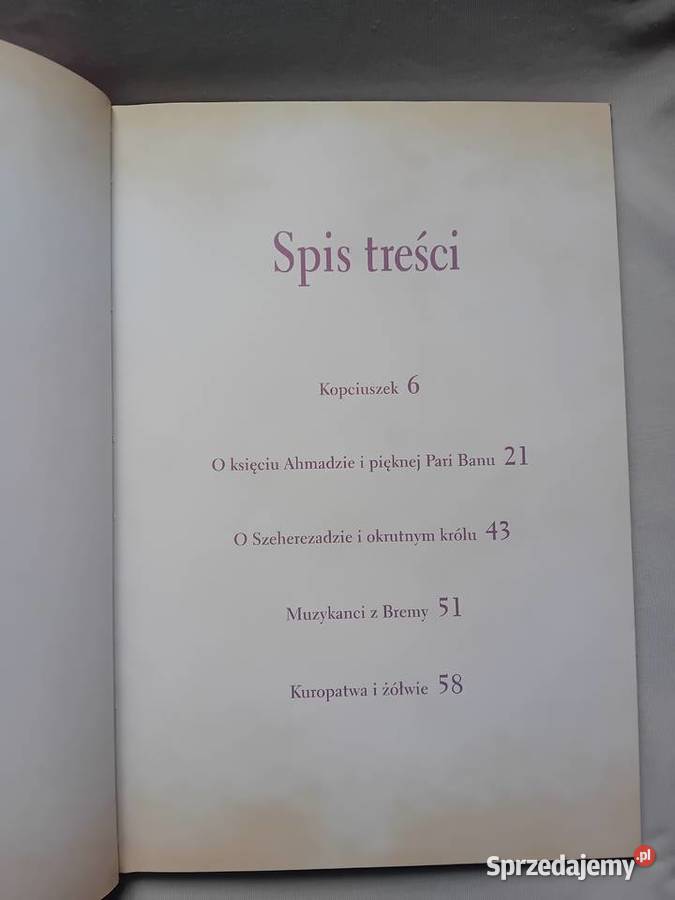 Spis treści
Kopciuszek 6
O księciu Ahmadzie i pięknej Pari Banu 21
O Szeherezadzie i okrutnym królu 43
Muzykanci z Bremy 51
Kuropatwa i żółwie 58
Sprzedajemy.pl